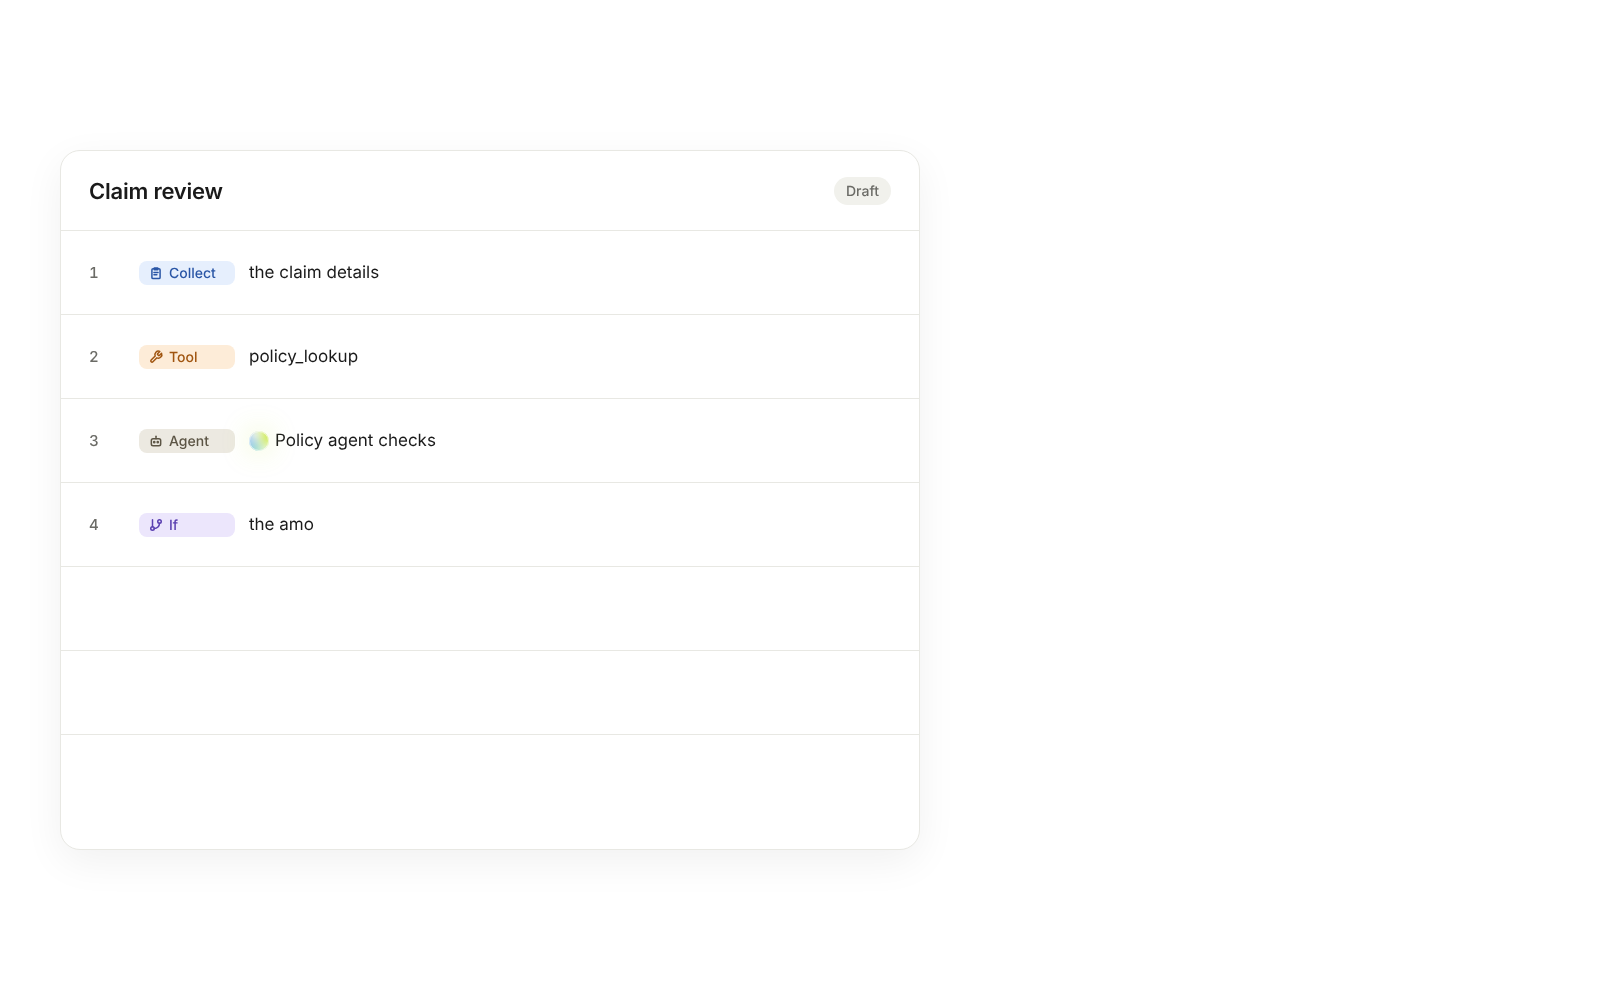 Claim review
Draft
1 Collect the claim details
2 Tool policy_lookup
3 Agent Policy agent checks
4 If the amo